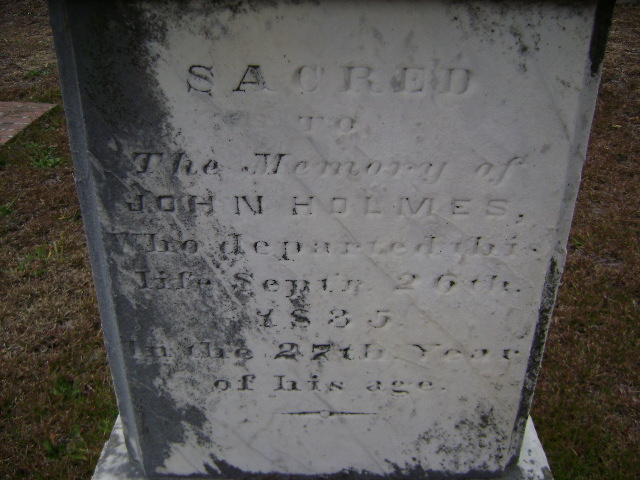 SACRED
TO
The Memory of
JOHN HOLMES,
Who departed this
life Septr. 26th.
1835
In the 27th Year
of his age.